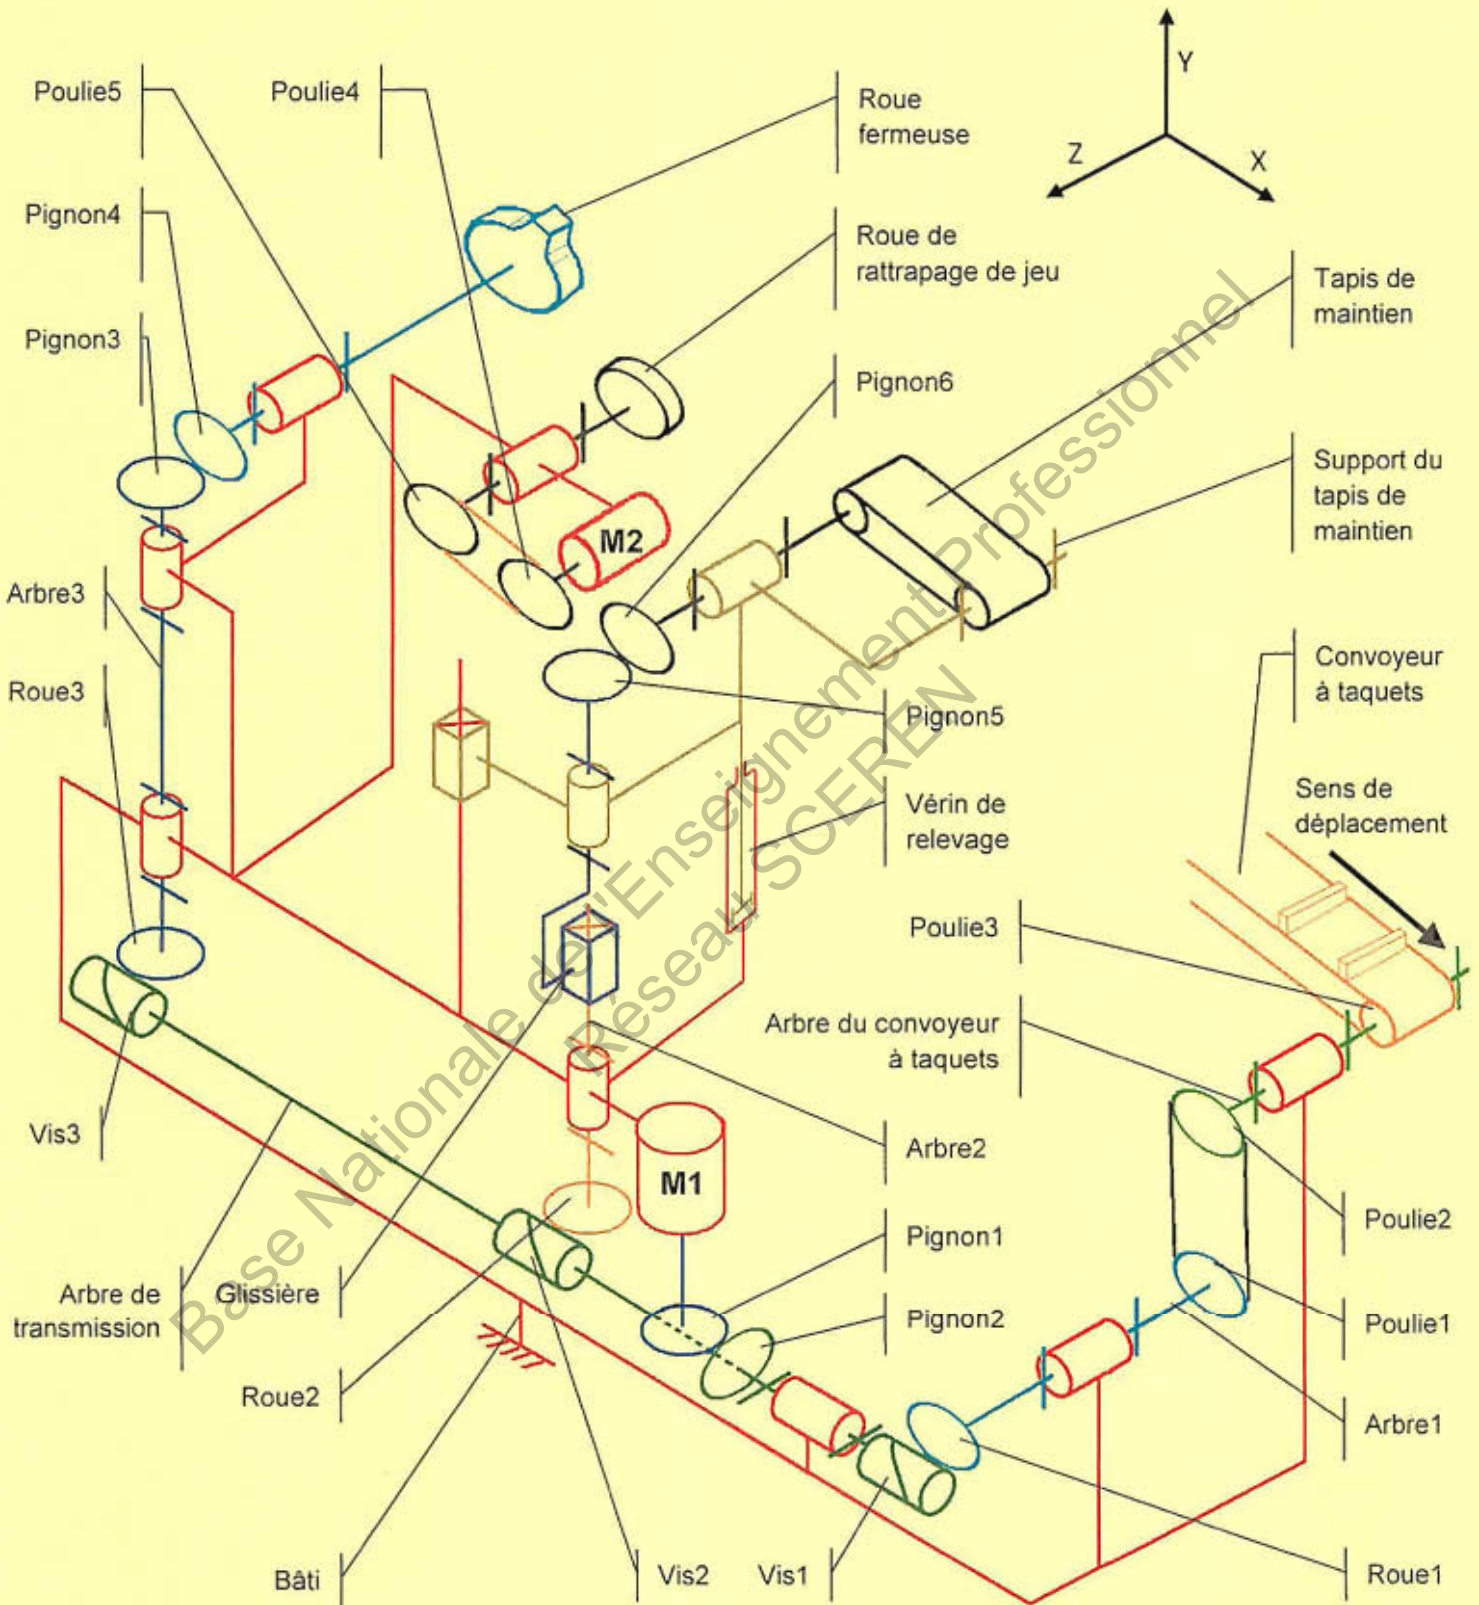 Poulie5
Poulie4
Roue
fermeuse
Y
Z
X
Pignon4
Roue de
rattrapage de jeu
Tapis de
maintien
Pignon3
Pignon6
Support du
tapis de
maintien
M2
Arbre3
Roue3
Pignon5
Convoyeur
à taquets
Vérin de
relevage
Sens de
déplacement
Poulie3
Arbre du convoyeur
à taquets
Vis3
Arbre2
M1
Poulie2
Pignon1
Arbre de
transmission
Glissière
Pignon2
Poulie1
Roue2
Arbre1
Bâti
Vis2
Vis1
Roue1
Base Nationale de l'Enseignement Professionnel
Réseau SCEREN